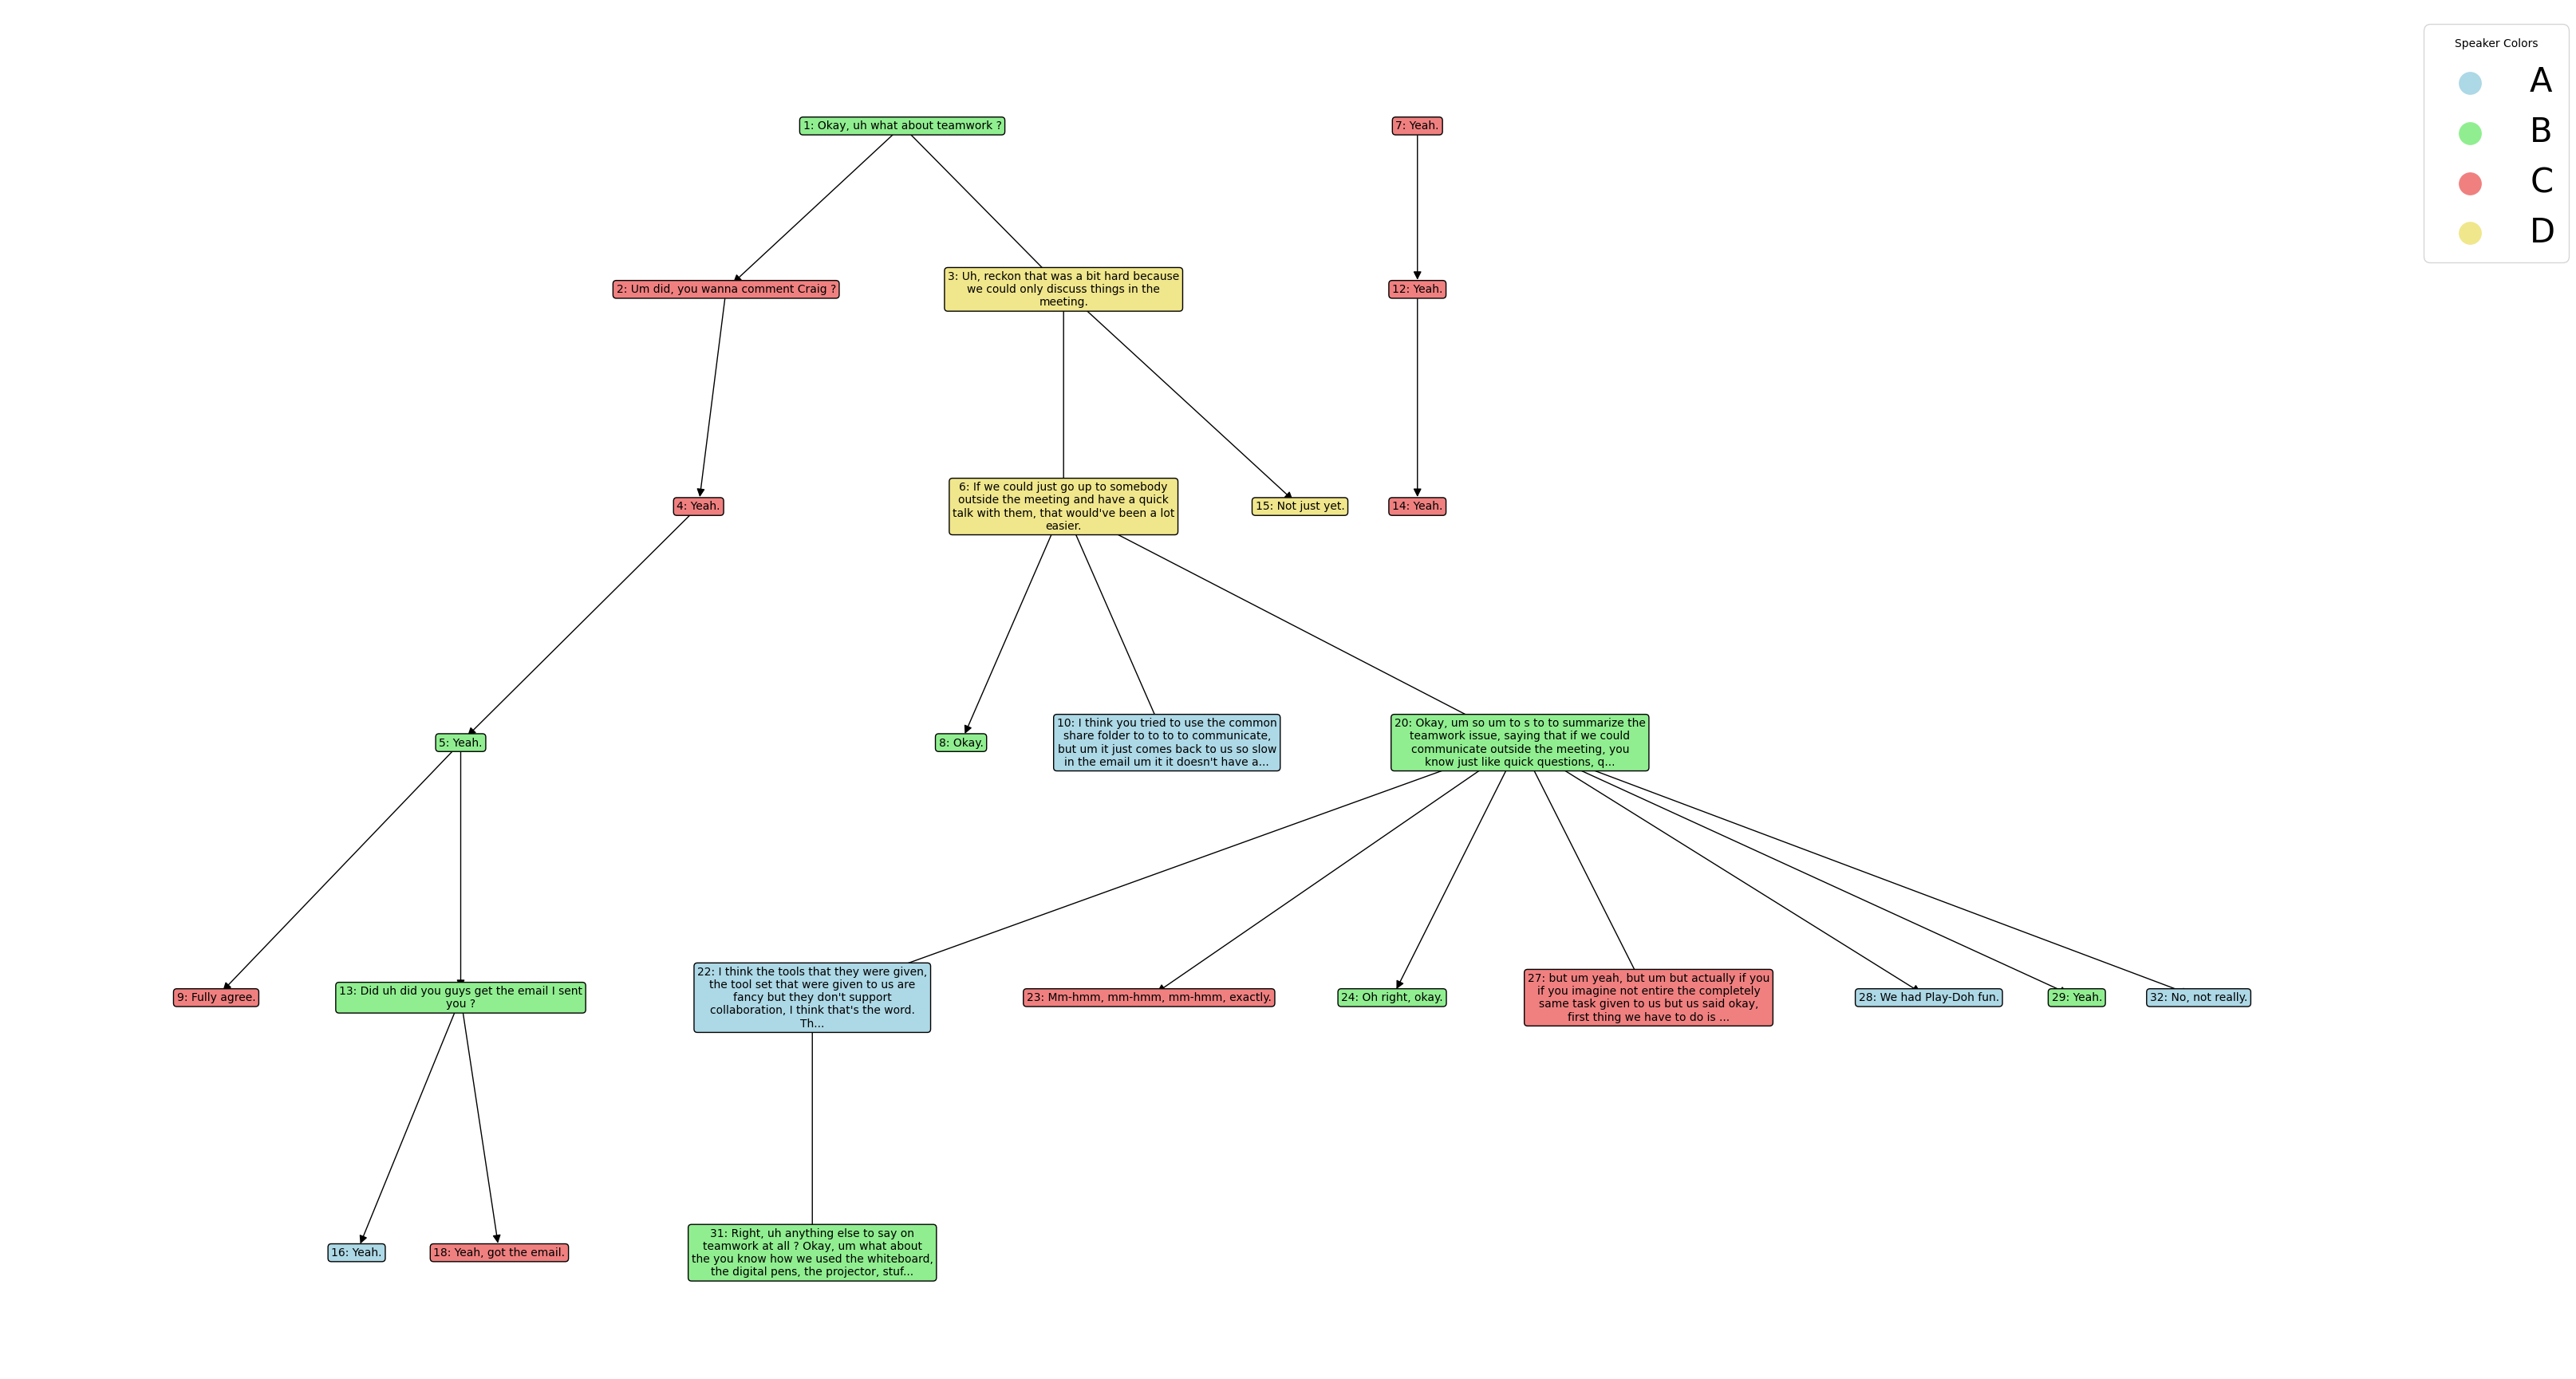 Speaker Colors
A
B
C
D
1: Okay, uh what about teamwork ?
7: Yeah.
2: Um did, you wanna comment Craig ?
3: Uh, reckon that was a bit hard because
we could only discuss things in the
meeting.
12: Yeah.
4: Yeah.
6: If we could just go up to somebody
outside the meeting and have a quick
talk with them, that would've been a lot
easier.
15: Not just yet.
14: Yeah.
5: Yeah.
8: Okay.
10: I think you tried to use the common
share folder to to to to communicate,
but um it just comes back to us so slow
in the email um it it doesn't have a...
20: Okay, um so um to s to to summarize the
teamwork issue, saying that if we could
communicate outside the meeting, you
know just like quick questions, q...
9: Fully agree.
13: Did uh did you guys get the email I sent
you ?
22: I think the tools that they were given,
the tool set that were given to us are
fancy but they don't support
collaboration, I think that's the word.
Th...
23: Mm-hmm, mm-hmm, mm-hmm, exactly.
24: Oh right, okay.
27: but um yeah, but um but actually if you
if you imagine not entire the completely
same task given to us but us said okay,
first thing we have to do is ...
28: We had Play-Doh fun.
29: Yeah.
32: No, not really.
16: Yeah.
18: Yeah, got the email.
31: Right, uh anything else to say on
teamwork at all ? Okay, um what about
the you know how we used the whiteboard,
the digital pens, the projector, stuf...